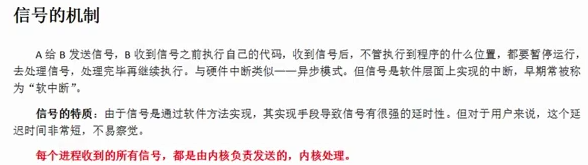 信号的机制
A 给 B 发送信号，B 收到信号之前执行自己的代码，收到信号后，不管执行到程序的什么位置，都要暂停运行，
去处理信号，处理完毕再继续执行。与硬件中断类似——异步模式。但信号是软件层面上实现的中断，早期常被称
为“软中断”。
信号的特质：由于信号是通过软件方法实现，其实现手段导致信号有很强的延时性。但对于用户来说，这个延
迟时间非常短，不易察觉。
每个进程收到的所有信号，都是由内核负责发送的，内核处理。